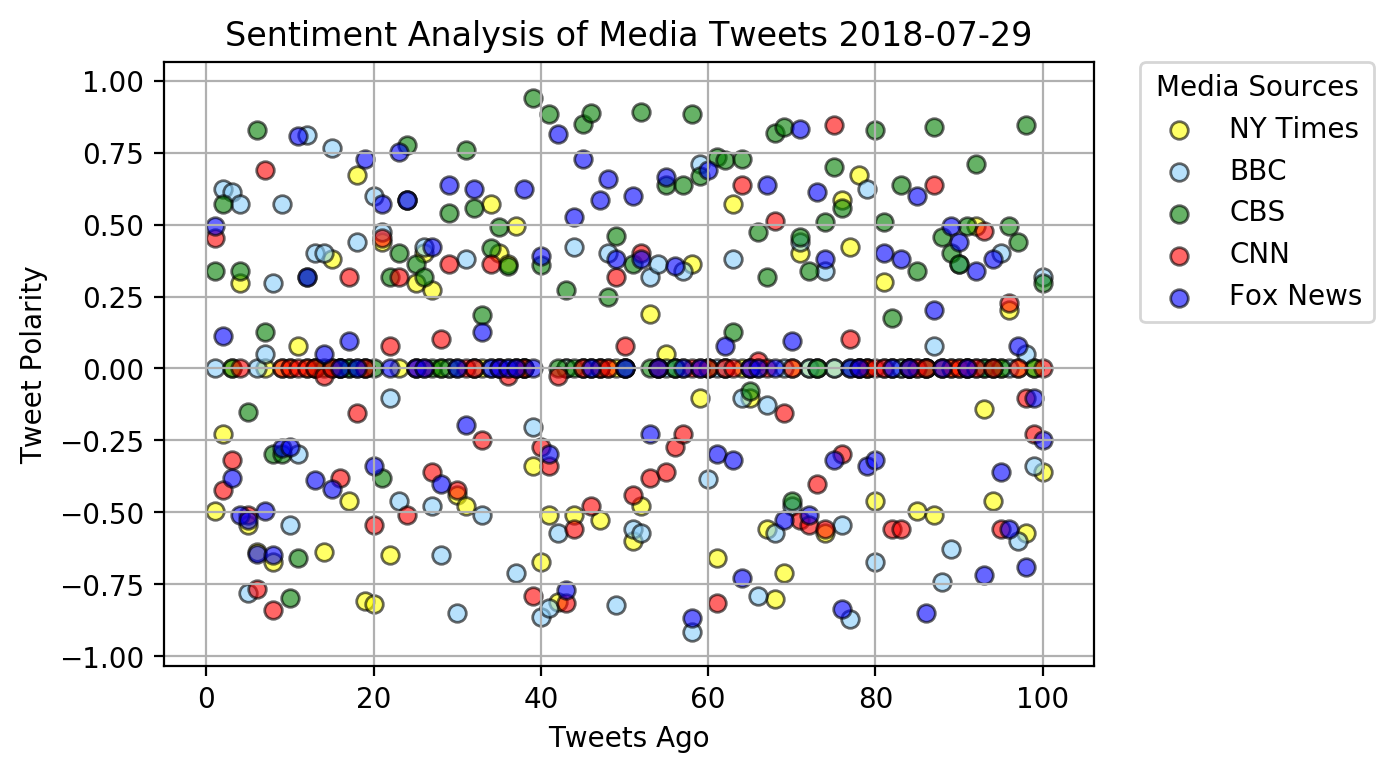 Sentiment Analysis of Media Tweets 2018-07-29
Media Sources
NY Times
BBC
CBS
CNN
Fox News
Tweet Polarity
1.00
0.75
0.50
0.25
0.00
−0.25
−0.50
−0.75
−1.00
0 20 40 60 80 100
Tweets Ago